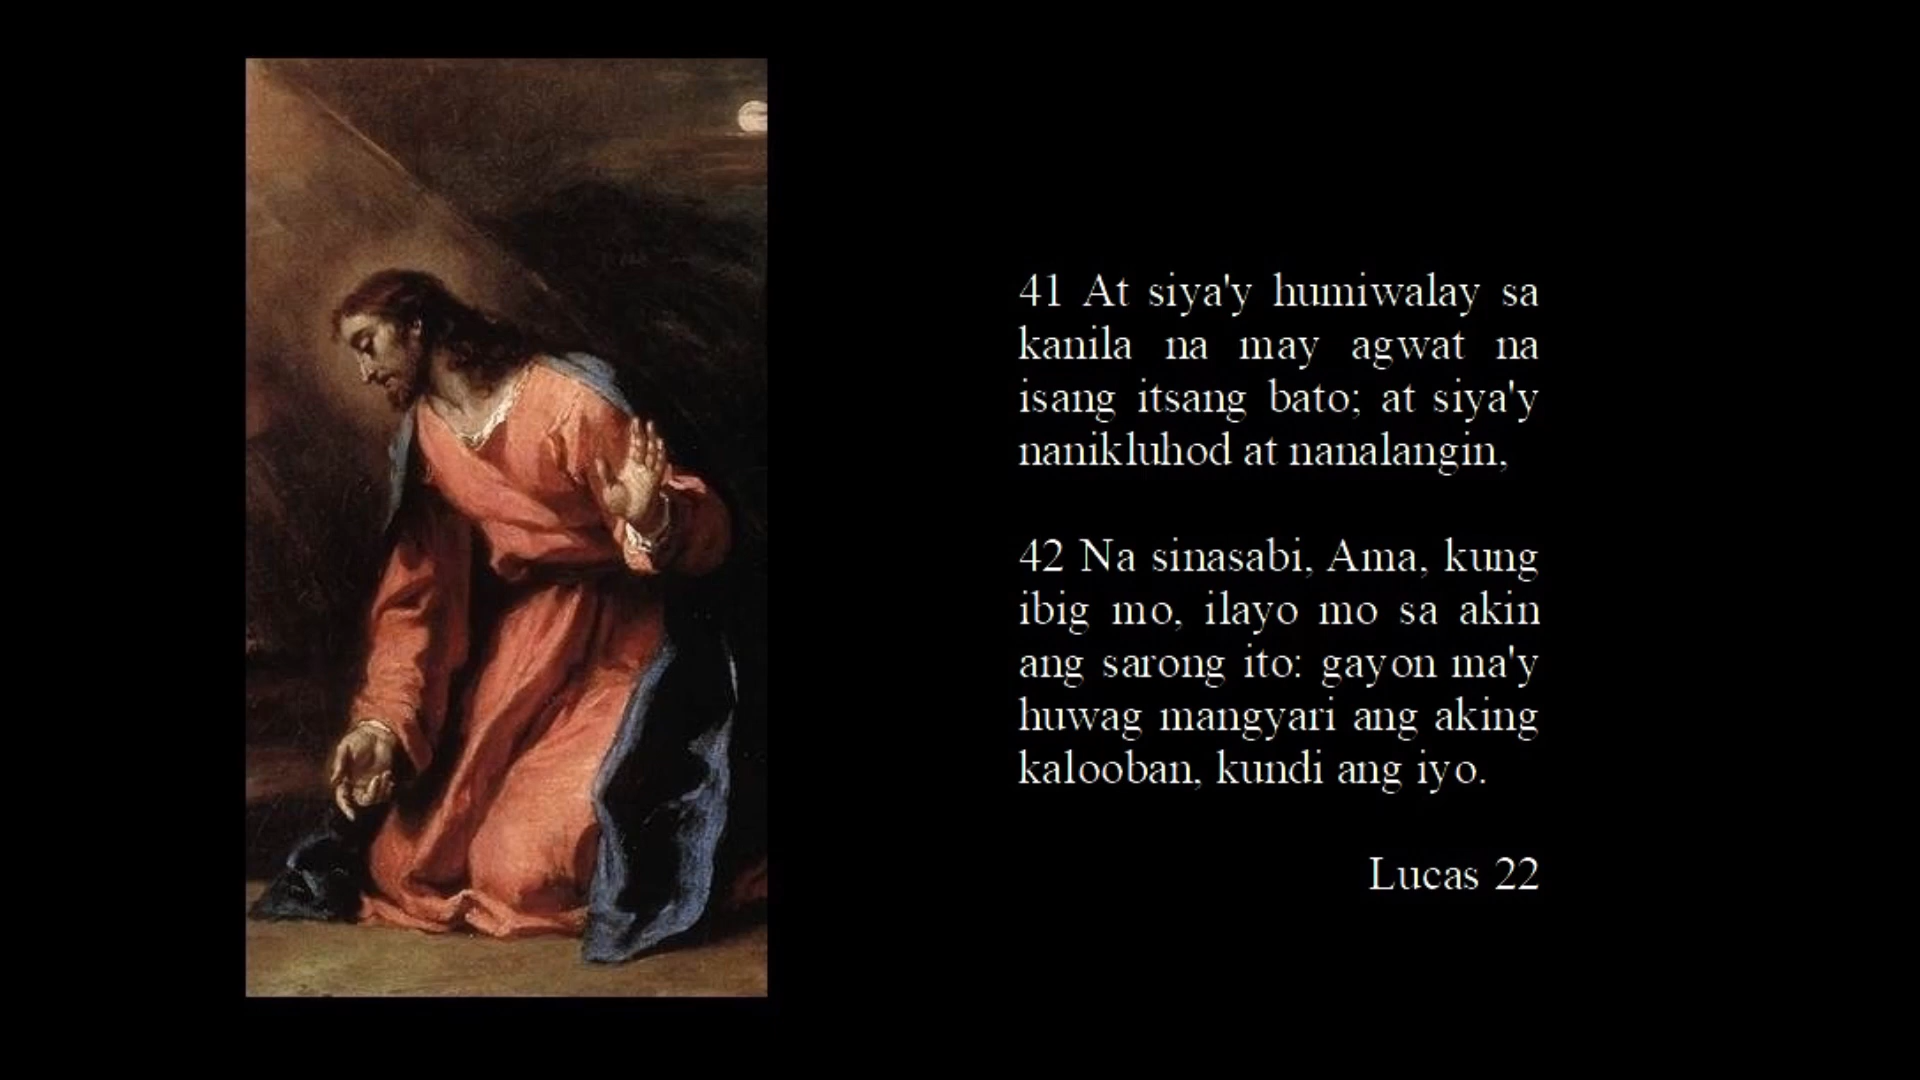 41 At siya'y humiwalay sa
kanila na may agwat na
isang itsang bato; at siya'y
nanikluhod at nanalangin,
42 Na sinasabi, Ama, kung
ibig mo, ilayo mo sa akin
ang sarong ito: gayon ma'y
huwag mangyari ang aking
kalooban, kundi ang iyo.
Lucas 22